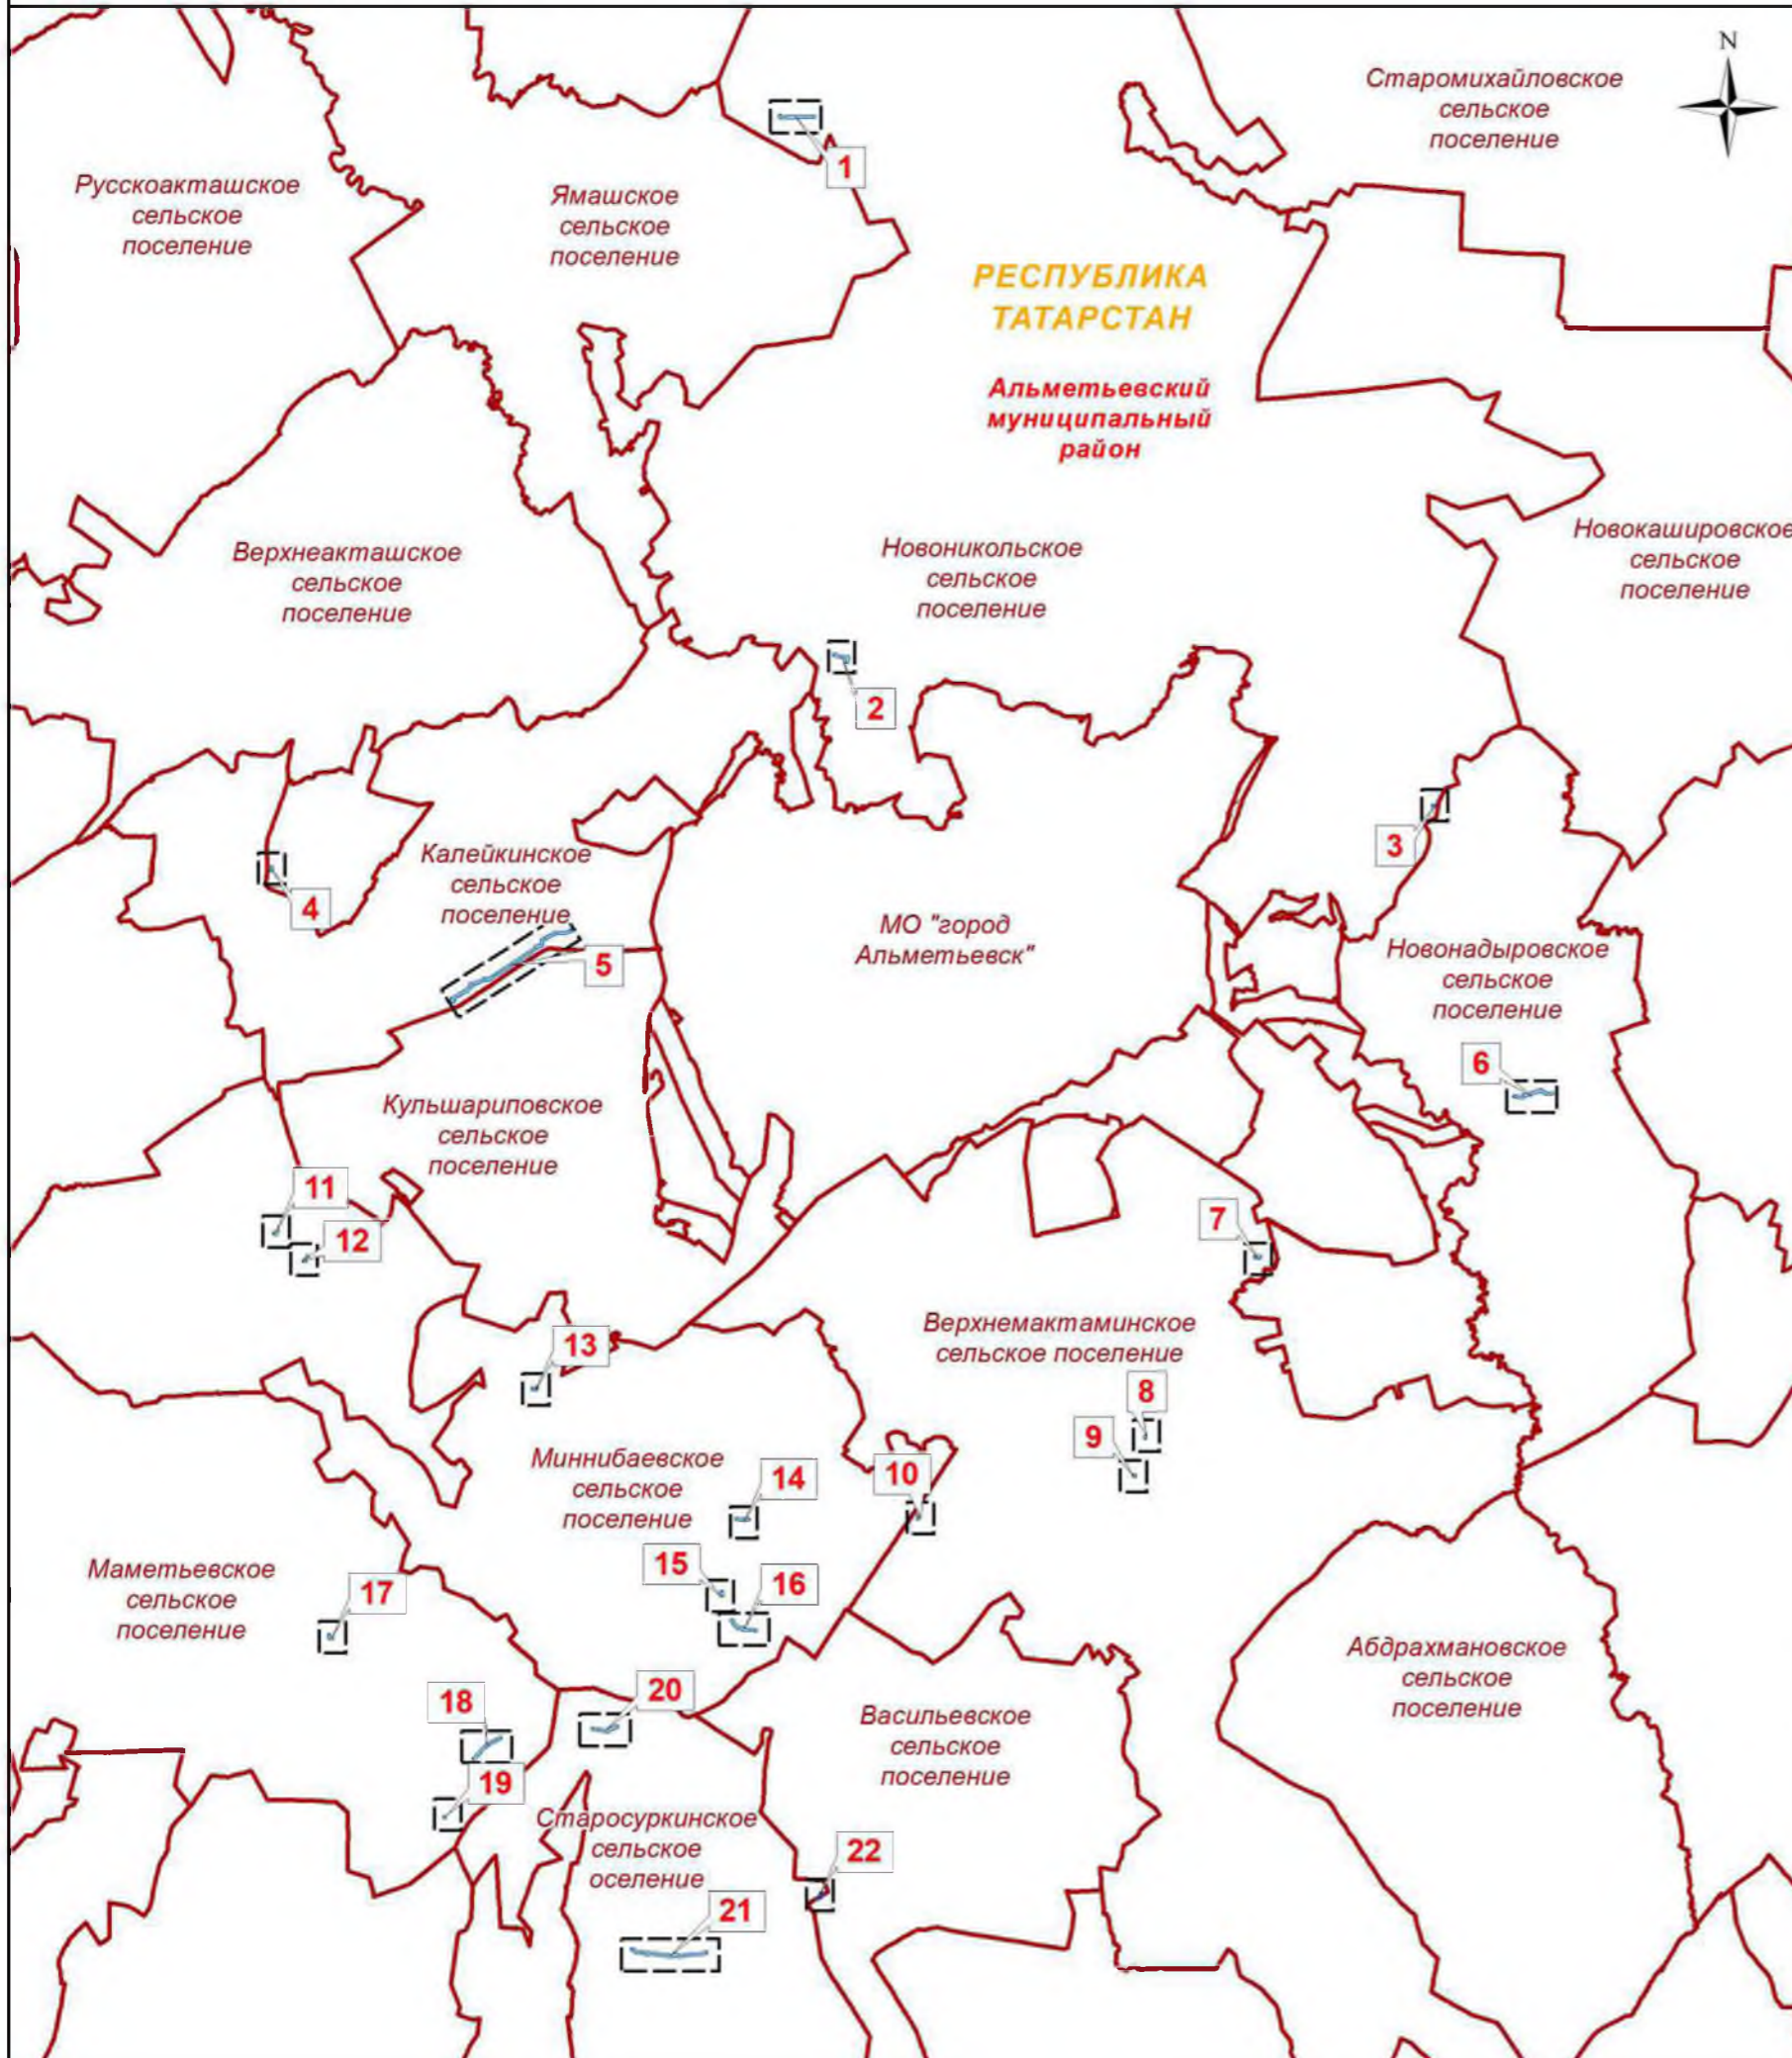 N
Старомихайловское
сельское
поселение
1
Русскоакташское
сельское
поселение
Ямашское
сельское
поселение
РЕСПУБЛИКА
ТАТАРСТАН
Альметьевский
муниципальный
район
Верхнеакташское
сельское
поселение
Новоникольское
сельское
поселение
Новокашировское
сельское
поселение
2
3
Калейкинское
сельское
поселение
4
5
МО "город
Альметьевск"
Новонадыровское
сельское
поселение
6
Кульшариповское
сельское
поселение
11
12
7
13
Верхнемактаминское
сельское поселение
8
9
Миннибаевское
сельское
поселение
14
10
15
16
Маметьевское
сельское
поселение
17
Абдрахмановское
сельское
поселение
18
20
Васильевское
сельское
поселение
19
Старосуркинское
сельское
оселение
22
21